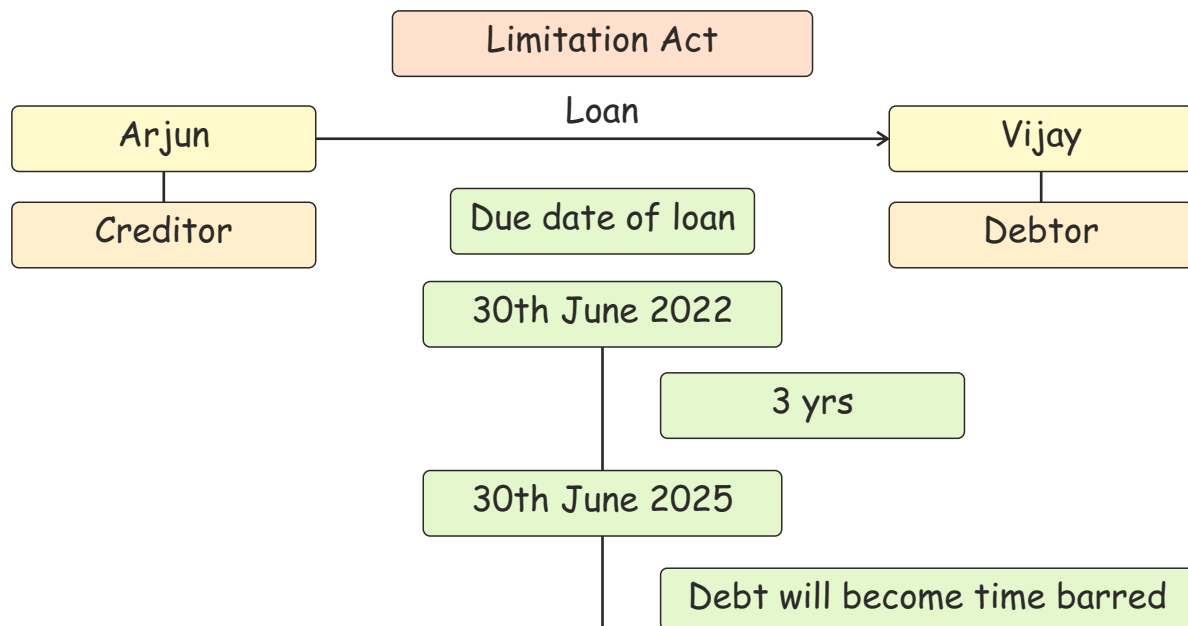 Limitation Act
Loan
Arjun
Vijay
Creditor
Due date of loan
Debtor
30th June 2022
3 yrs
30th June 2025
Debt will become time barred